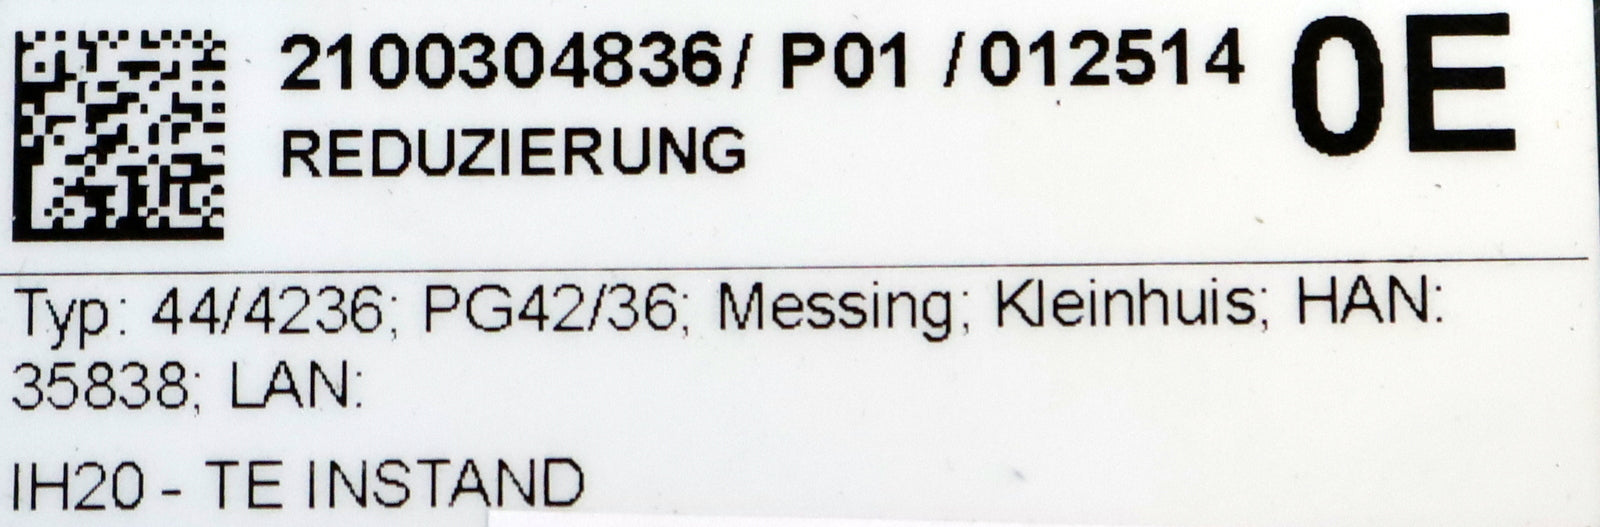 2100304836/ P01 /012514 0E
REDUZIERUNG
Typ: 44/4236; PG42/36; Messing; Kleinhuis; HAN:
35838; LAN:
IH20 - TE INSTAND